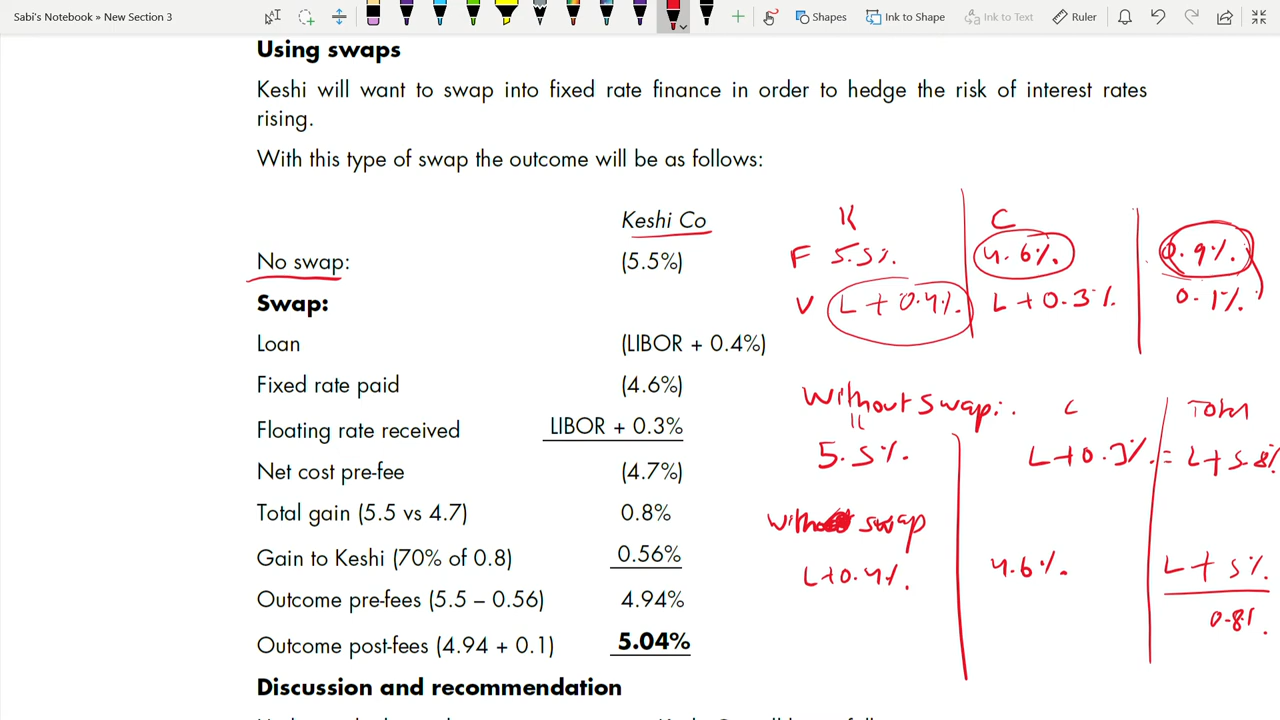 Sabi's Notebook » New Section 3
Shapes
Ink to Shape
Ink to Text
Ruler
Using swaps
Keshi will want to swap into fixed rate finance in order to hedge the risk of interest rates
rising.
With this type of swap the outcome will be as follows:
Keshi Co
No swap: (5.5%)
Swap:
Loan (LIBOR + 0.4%)
Fixed rate paid (4.6%)
Floating rate received LIBOR + 0.3%
Net cost pre-fee (4.7%)
Total gain (5.5 vs 4.7) 0.8%
Gain to Keshi (70% of 0.8) 0.56%
Outcome pre-fees (5.5 – 0.56) 4.94%
Outcome post-fees (4.94 + 0.1) 5.04%
Discussion and recommendation
K C
F 5.5%. 4.6% 0.9%
V L + 0.4% L + 0.3% 0.1%
Without swap: C Total
5.5% L+0.3% = L+5.8%
With swap
L+0.4% 4.6% L + 5%
0.8%